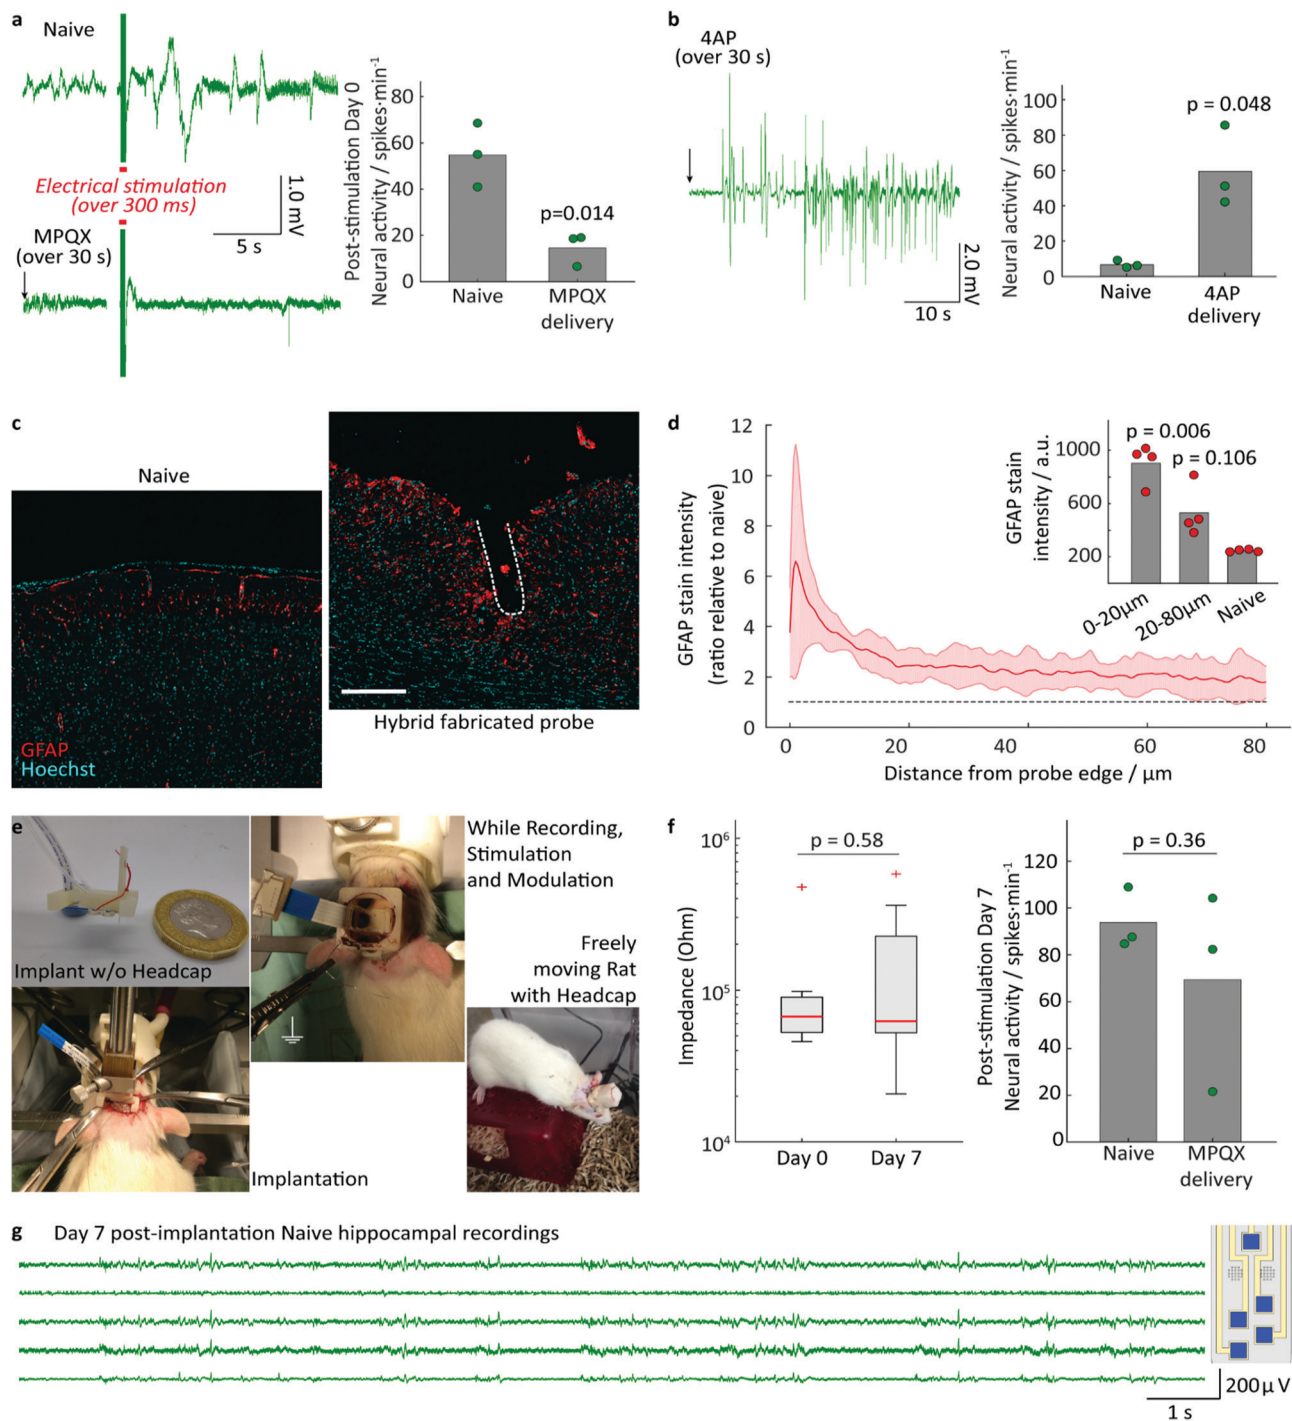 a
Naive
Electrical stimulation
(over 300 ms)
1.0 mV
5 s
MPQX
(over 30 s)
Post-stimulation Day 0
Neural activity / spikes·min⁻¹
80
60
40
20
0
p=0.014
Naive
MPQX
delivery
b
4AP
(over 30 s)
2.0 mV
10 s
Neural activity / spikes·min⁻¹
100
80
60
40
20
0
p = 0.048
Naive
4AP
delivery
c
Naive
GFAP
Hoechst
Hybrid fabricated probe
d
GFAP stain intensity
(ratio relative to naive)
12
10
8
6
4
2
0
0
20
40
60
80
Distance from probe edge / μm
GFAP stain
intensity / a.u.
1000
600
200
p = 0.006
p = 0.106
0-20μm
20-80μm
Naive
e
Implant w/o Headcap
While Recording,
Stimulation
and Modulation
Freely
moving Rat
with Headcap
Implantation
f
Impedance (Ohm)
10⁶
10⁵
10⁴
p = 0.58
Day 0
Day 7
Post-stimulation Day 7
Neural activity / spikes·min⁻¹
120
100
80
60
40
20
0
p = 0.36
Naive
MPQX
delivery
g
Day 7 post-implantation Naive hippocampal recordings
200 μV
1 s